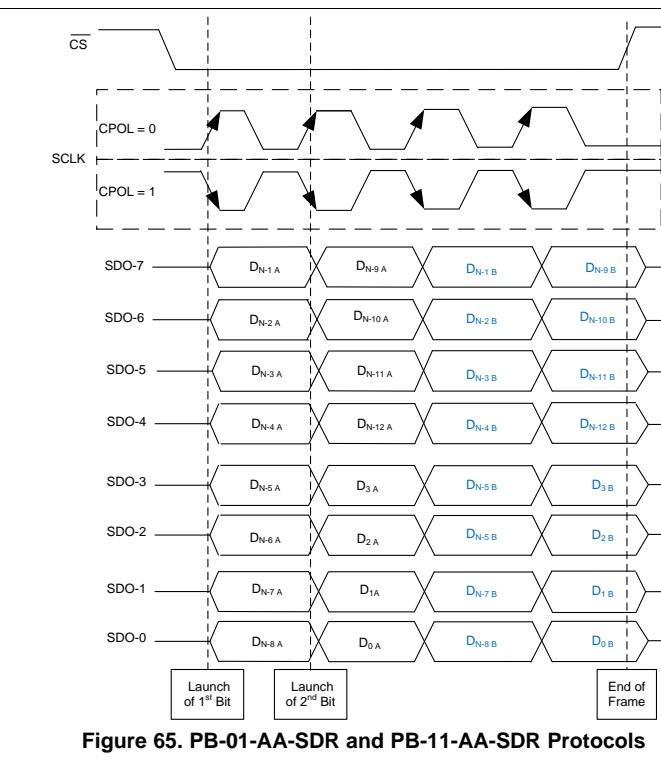 CS
CPOL = 0
SCLK
CPOL = 1
SDO-7 DN-1 A DN-9 A DN-1 B DN-9 B
SDO-6 DN-2 A DN-10 A DN-2 B DN-10 B
SDO-5 DN-3 A DN-11 A DN-3 B DN-11 B
SDO-4 DN-4 A DN-12 A DN-4 B DN-12 B
SDO-3 DN-5 A D3 A DN-5 B D3 B
SDO-2 DN-6 A D2 A DN-5 B D2 B
SDO-1 DN-7 A D1A DN-7 B D1 B
SDO-0 DN-8 A D0 A DN-8 B D0 B
Launch
of 1st Bit
Launch
of 2nd Bit
End of
Frame
Figure 65. PB-01-AA-SDR and PB-11-AA-SDR Protocols